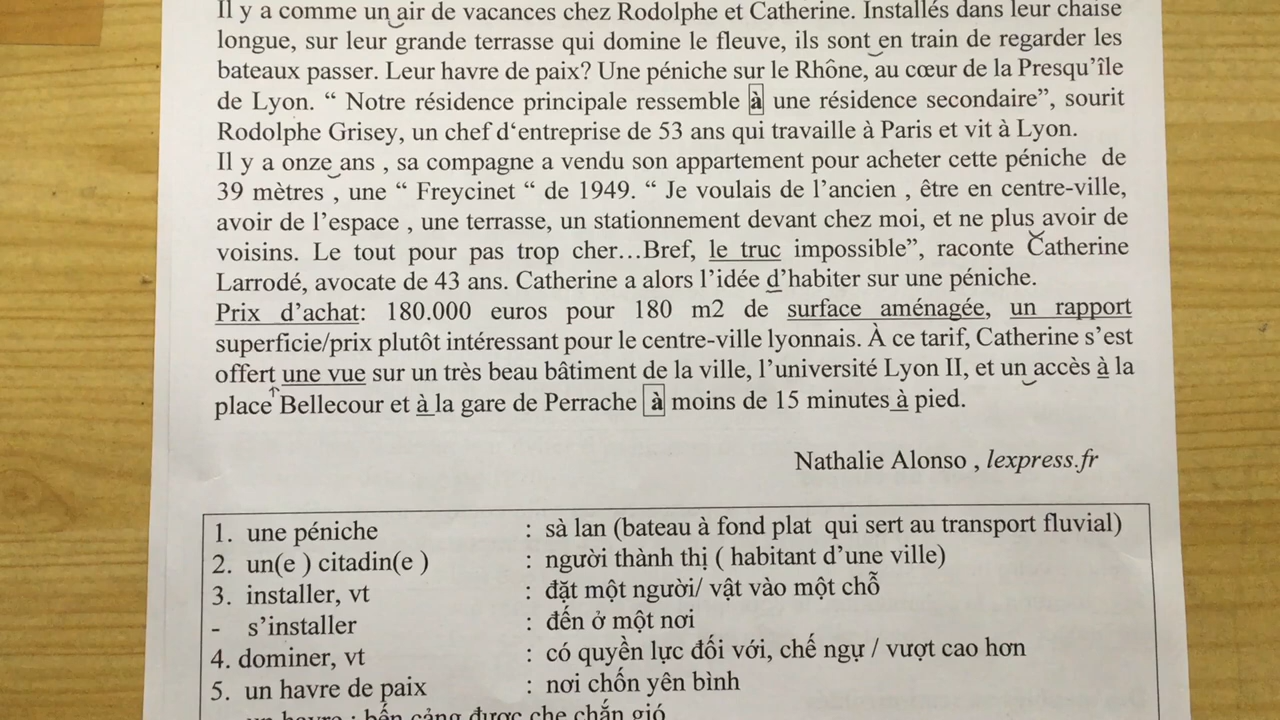 Il y a comme un air de vacances chez Rodolphe et Catherine. Installés dans leur chaise
longue, sur leur grande terrasse qui domine le fleuve, ils sont en train de regarder les
bateaux passer. Leur havre de paix? Une péniche sur le Rhône, au cœur de la Presqu'île
de Lyon. “ Notre résidence principale ressemble à une résidence secondaire”, sourit
Rodolphe Grisey, un chef d‘entreprise de 53 ans qui travaille à Paris et vit à Lyon.
Il y a onze ans , sa compagne a vendu son appartement pour acheter cette péniche de
39 mètres , une “ Freycinet “ de 1949. “ Je voulais de l'ancien , être en centre-ville,
avoir de l'espace , une terrasse, un stationnement devant chez moi, et ne plus avoir de
voisins. Le tout pour pas trop cher…Bref, le truc impossible”, raconte Catherine
Larrodé, avocate de 43 ans. Catherine a alors l'idée d'habiter sur une péniche.
Prix d'achat: 180.000 euros pour 180 m2 de surface aménagée, un rapport
superficie/prix plutôt intéressant pour le centre-ville lyonnais. À ce tarif, Catherine s'est
offert une vue sur un très beau bâtiment de la ville, l'université Lyon II, et un accès à la
place Bellecour et à la gare de Perrache à moins de 15 minutes à pied.
Nathalie Alonso , lexpress.fr
1. une péniche : sà lan (bateau à fond plat qui sert au transport fluvial)
2. un(e ) citadin(e ) : người thành thị ( habitant d'une ville)
3. installer, vt : đặt một người/ vật vào một chỗ
- s'installer : đến ở một nơi
4. dominer, vt : có quyền lực đối với, chế ngự / vượt cao hơn
5. un havre de paix : nơi chốn yên bình
un havre : bến cảng được che chắn gió